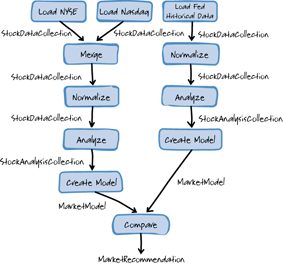 Load NYSE
Load Nasdaq
Load Fed
Historical Data
StockDataCollection
StockDataCollection
StockDataCollection
Merge
Normalize
StockDataCollection
StockDataCollection
Normalize
Analyze
StockDataCollection
StockAnalysisCollection
Analyze
Create Model
StockAnalysisCollection
Create Model
MarketModel
MarketModel
Compare
MarketRecommendation